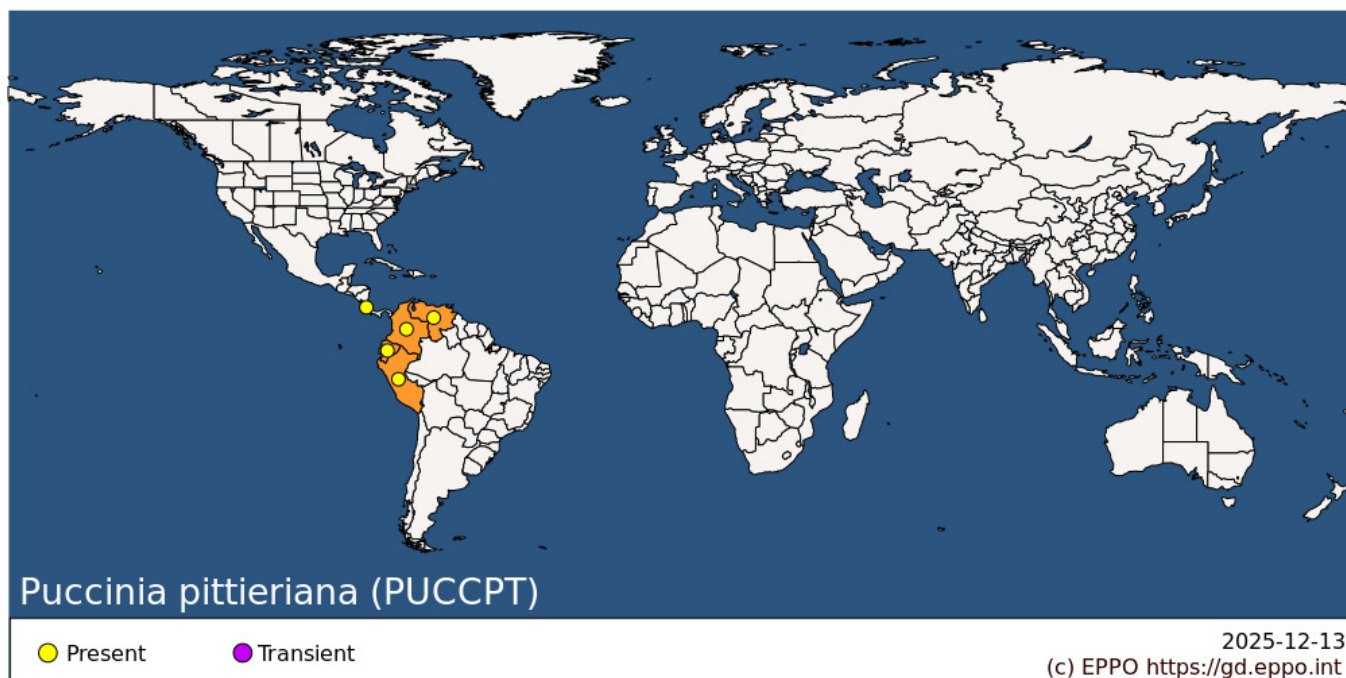 Puccinia pittieriana (PUCCPT)
Present
Transient
2025-12-13
(c) EPPO https://gd.eppo.int